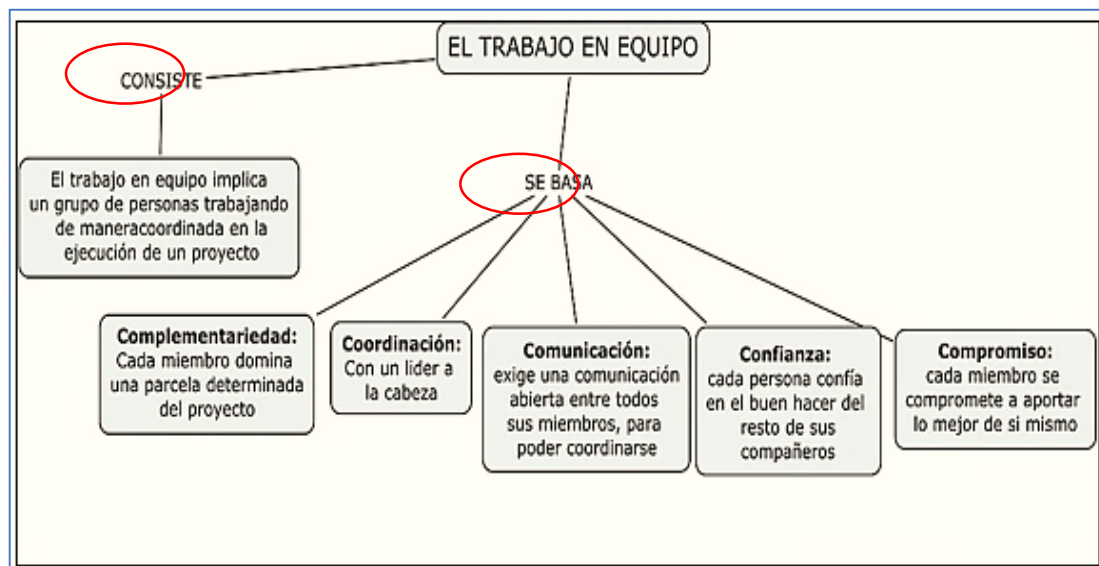 EL TRABAJO EN EQUIPO
CONSISTE
El trabajo en equipo implica
un grupo de personas trabajando
de maneracoordinada en la
ejecución de un proyecto
SE BASA
Complementariedad:
Cada miembro domina
una parcela determinada
del proyecto
Coordinación:
Con un lider a
la cabeza
Comunicación:
exige una comunicación
abierta entre todos
sus miembros, para
poder coordinarse
Confianza:
cada persona confía
en el buen hacer del
resto de sus
compañeros
Compromiso:
cada miembro se
compromete a aportar
lo mejor de si mismo